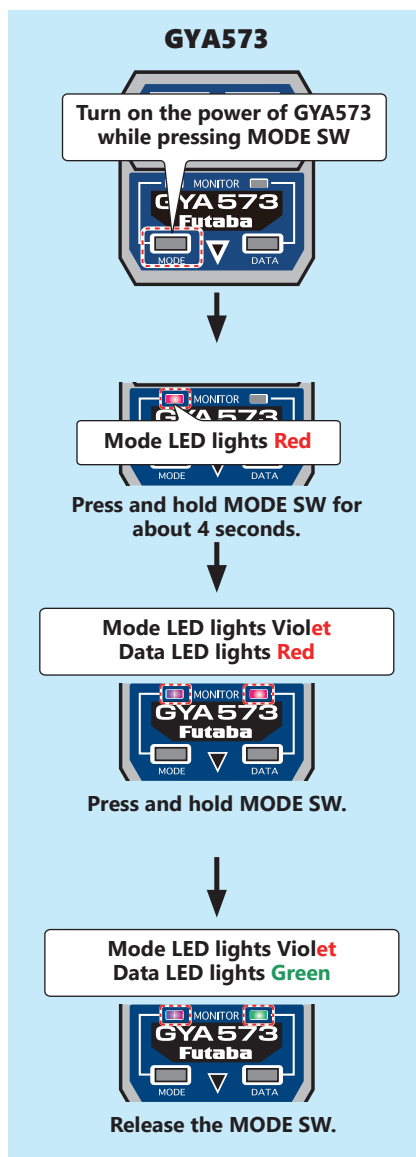 GYA573
Turn on the power of GYA573
while pressing MODE SW
MONITOR
GYA573
Futaba
MODE
DATA
MONITOR
GYA573
Mode LED lights Red
MODE
DATA
Press and hold MODE SW for
about 4 seconds.
Mode LED lights Violet
Data LED lights Red
MONITOR
GYA573
Futaba
MODE
DATA
Press and hold MODE SW.
Mode LED lights Violet
Data LED lights Green
MONITOR
GYA573
Futaba
MODE
DATA
Release the MODE SW.